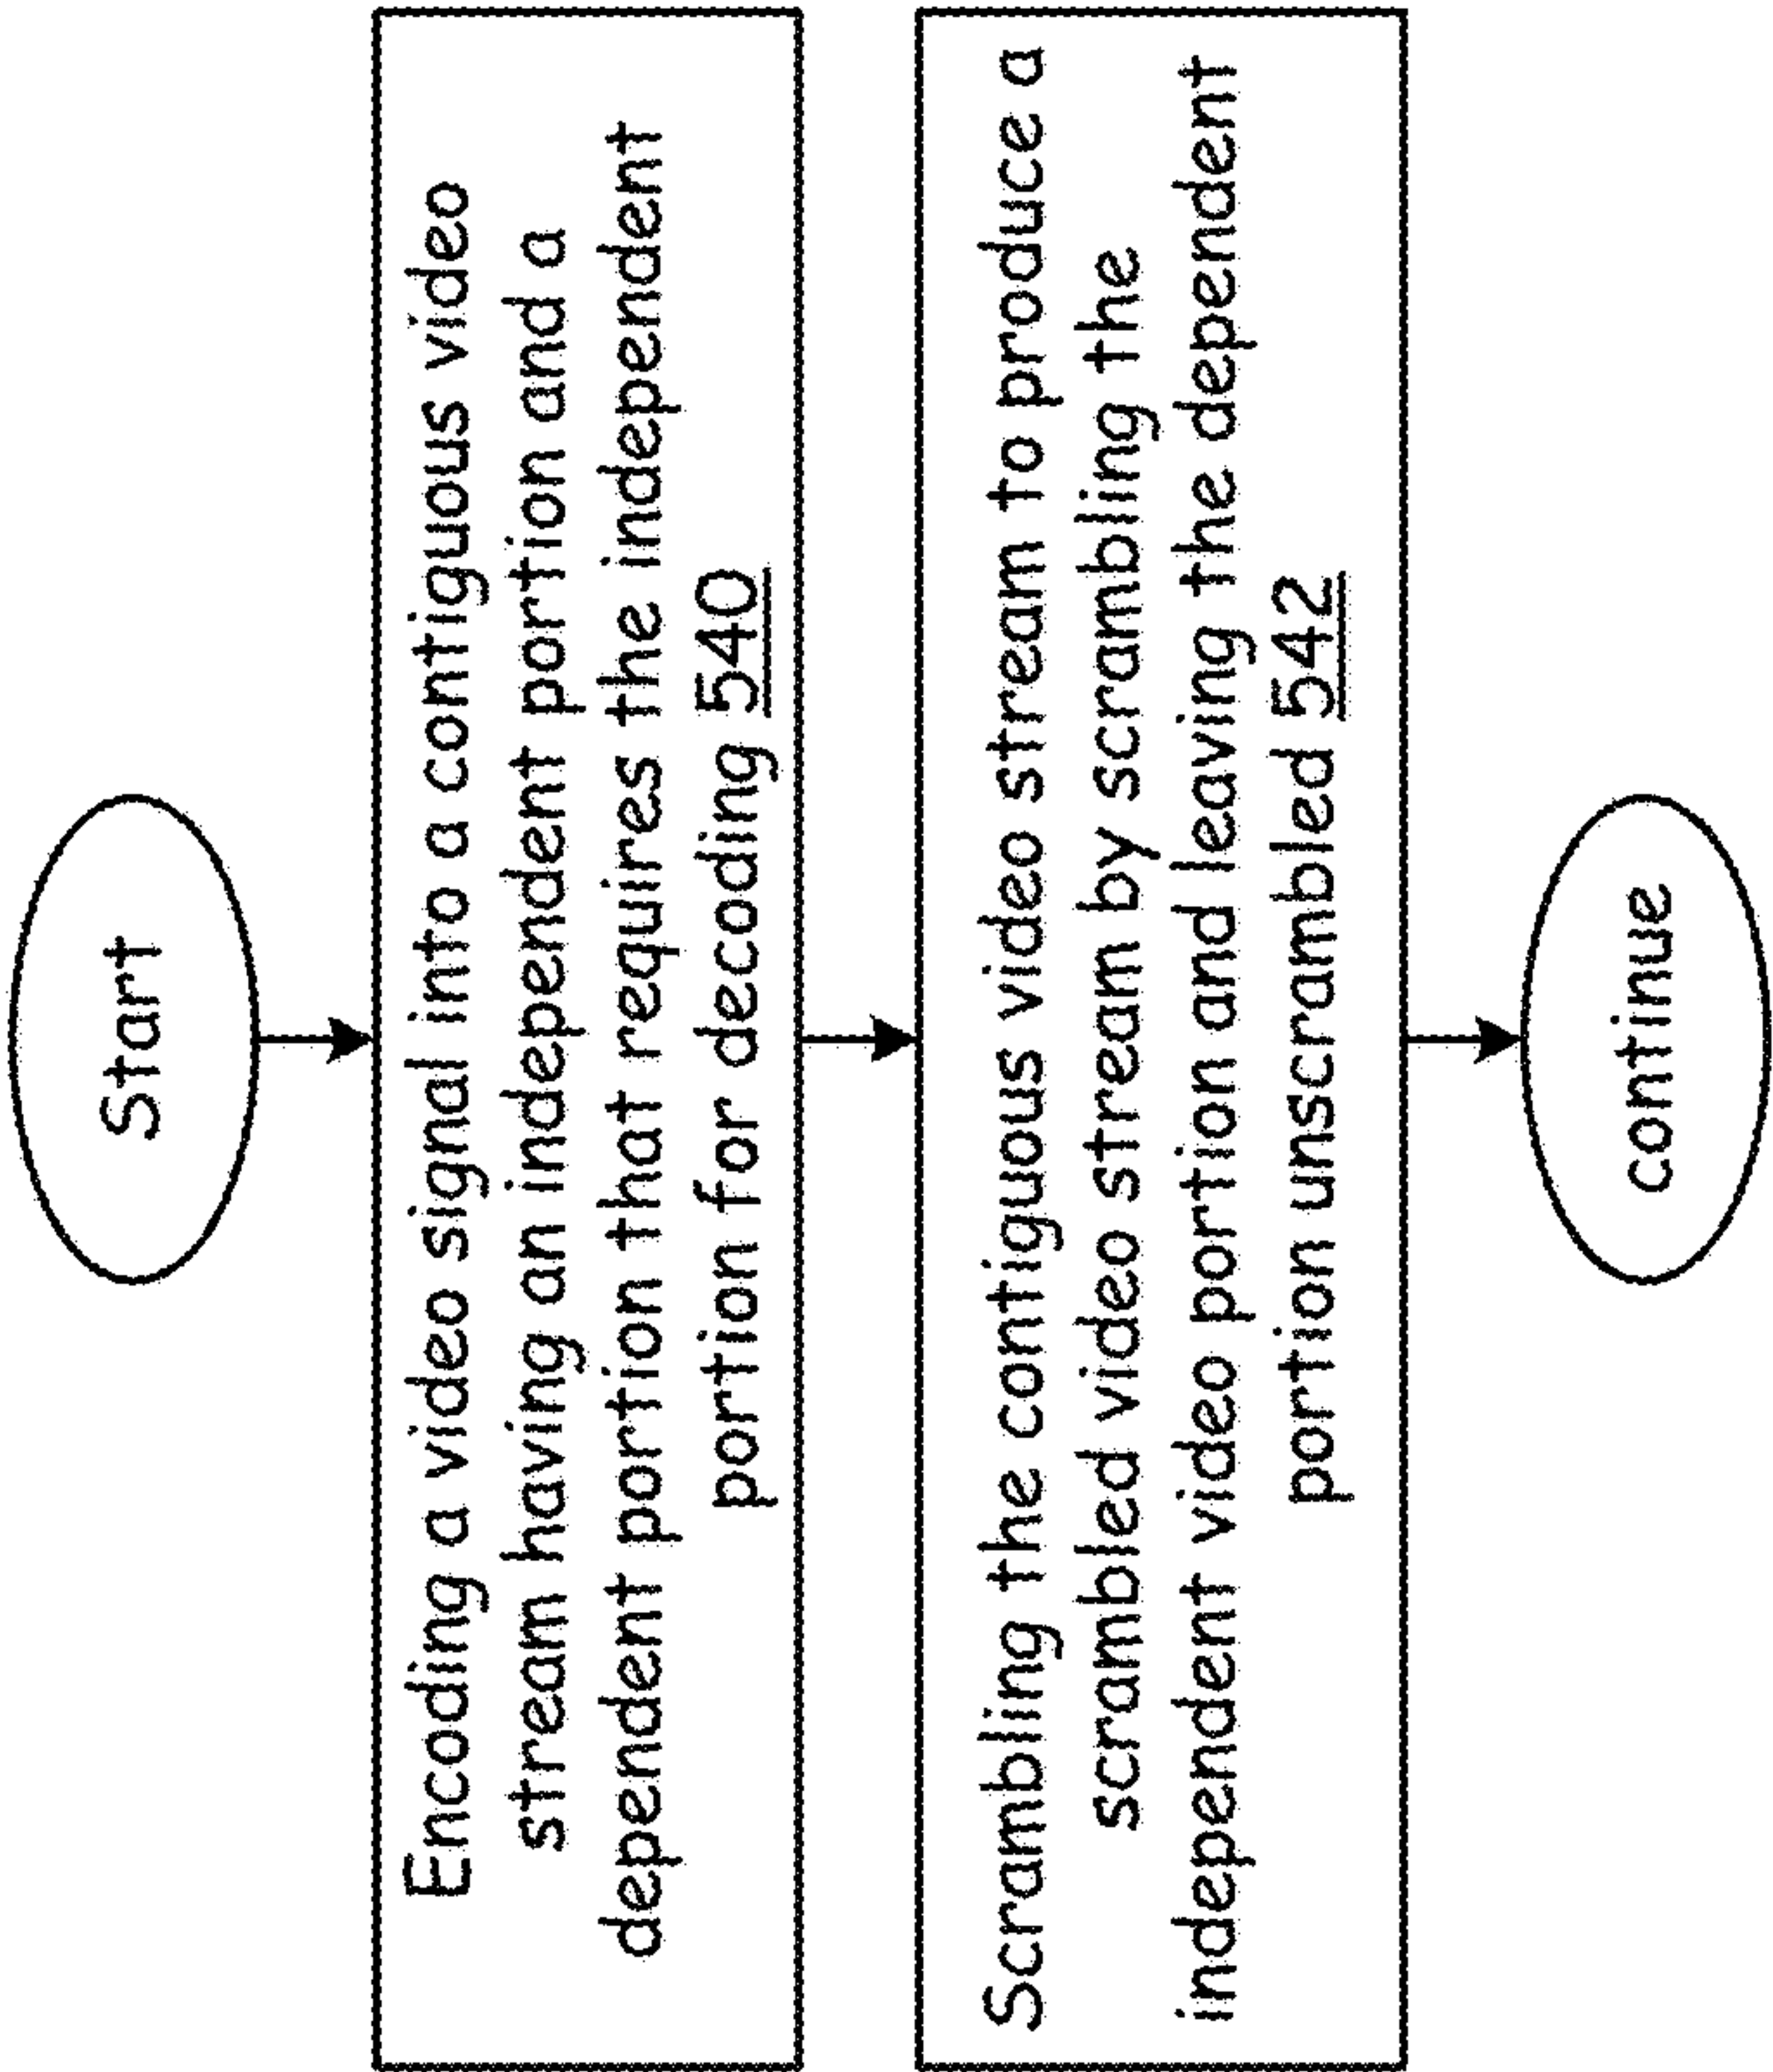 Start
Encoding a video signal into a contiguous video
stream having an independent portion and a
dependent portion that requires the independent
portion for decoding 540
Scrambling the contiguous video stream to produce a
scrambled video stream by scrambling the
independent video portion and leaving the dependent
portion unscrambled 542
continue